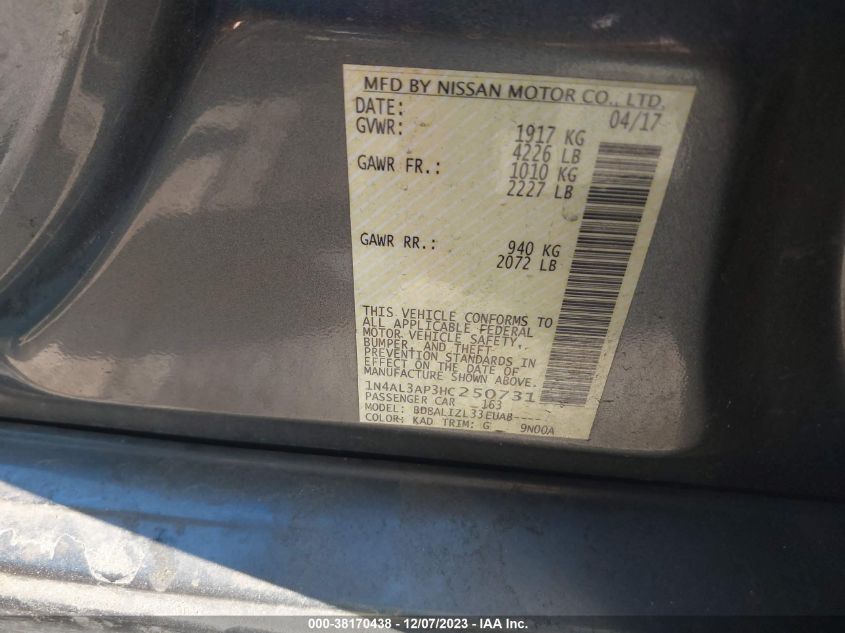 MFD BY NISSAN MOTOR CO., LTD.
DATE: 04/17
GVWR: 1917 KG
4226 LB
GAWR FR.: 1010 KG
2227 LB
GAWR RR.: 940 KG
2072 LB
THIS VEHICLE CONFORMS TO
ALL APPLICABLE FEDERAL
MOTOR VEHICLE SAFETY,
BUMPER, AND THEFT
PREVENTION STANDARDS IN
EFFECT ON THE DATE OF
MANUFACTURE SHOWN ABOVE.
1N4AL3AP3HC250731
PASSENGER CAR 163
MODEL: BDBALIZL33EUAB-----
COLOR: KAD TRIM: G 9N00A
000-38170438 - 12/07/2023 - IAA Inc.